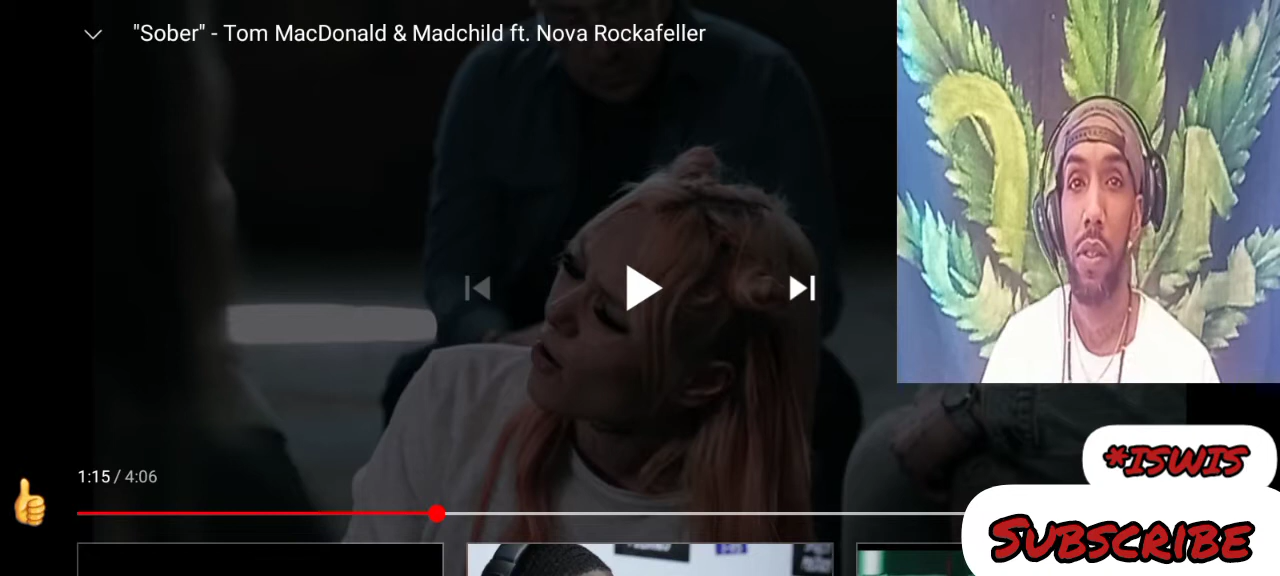 "Sober" - Tom MacDonald & Madchild ft. Nova Rockafeller
1:15 / 4:06
*ISWIS
SUBSCRIBE